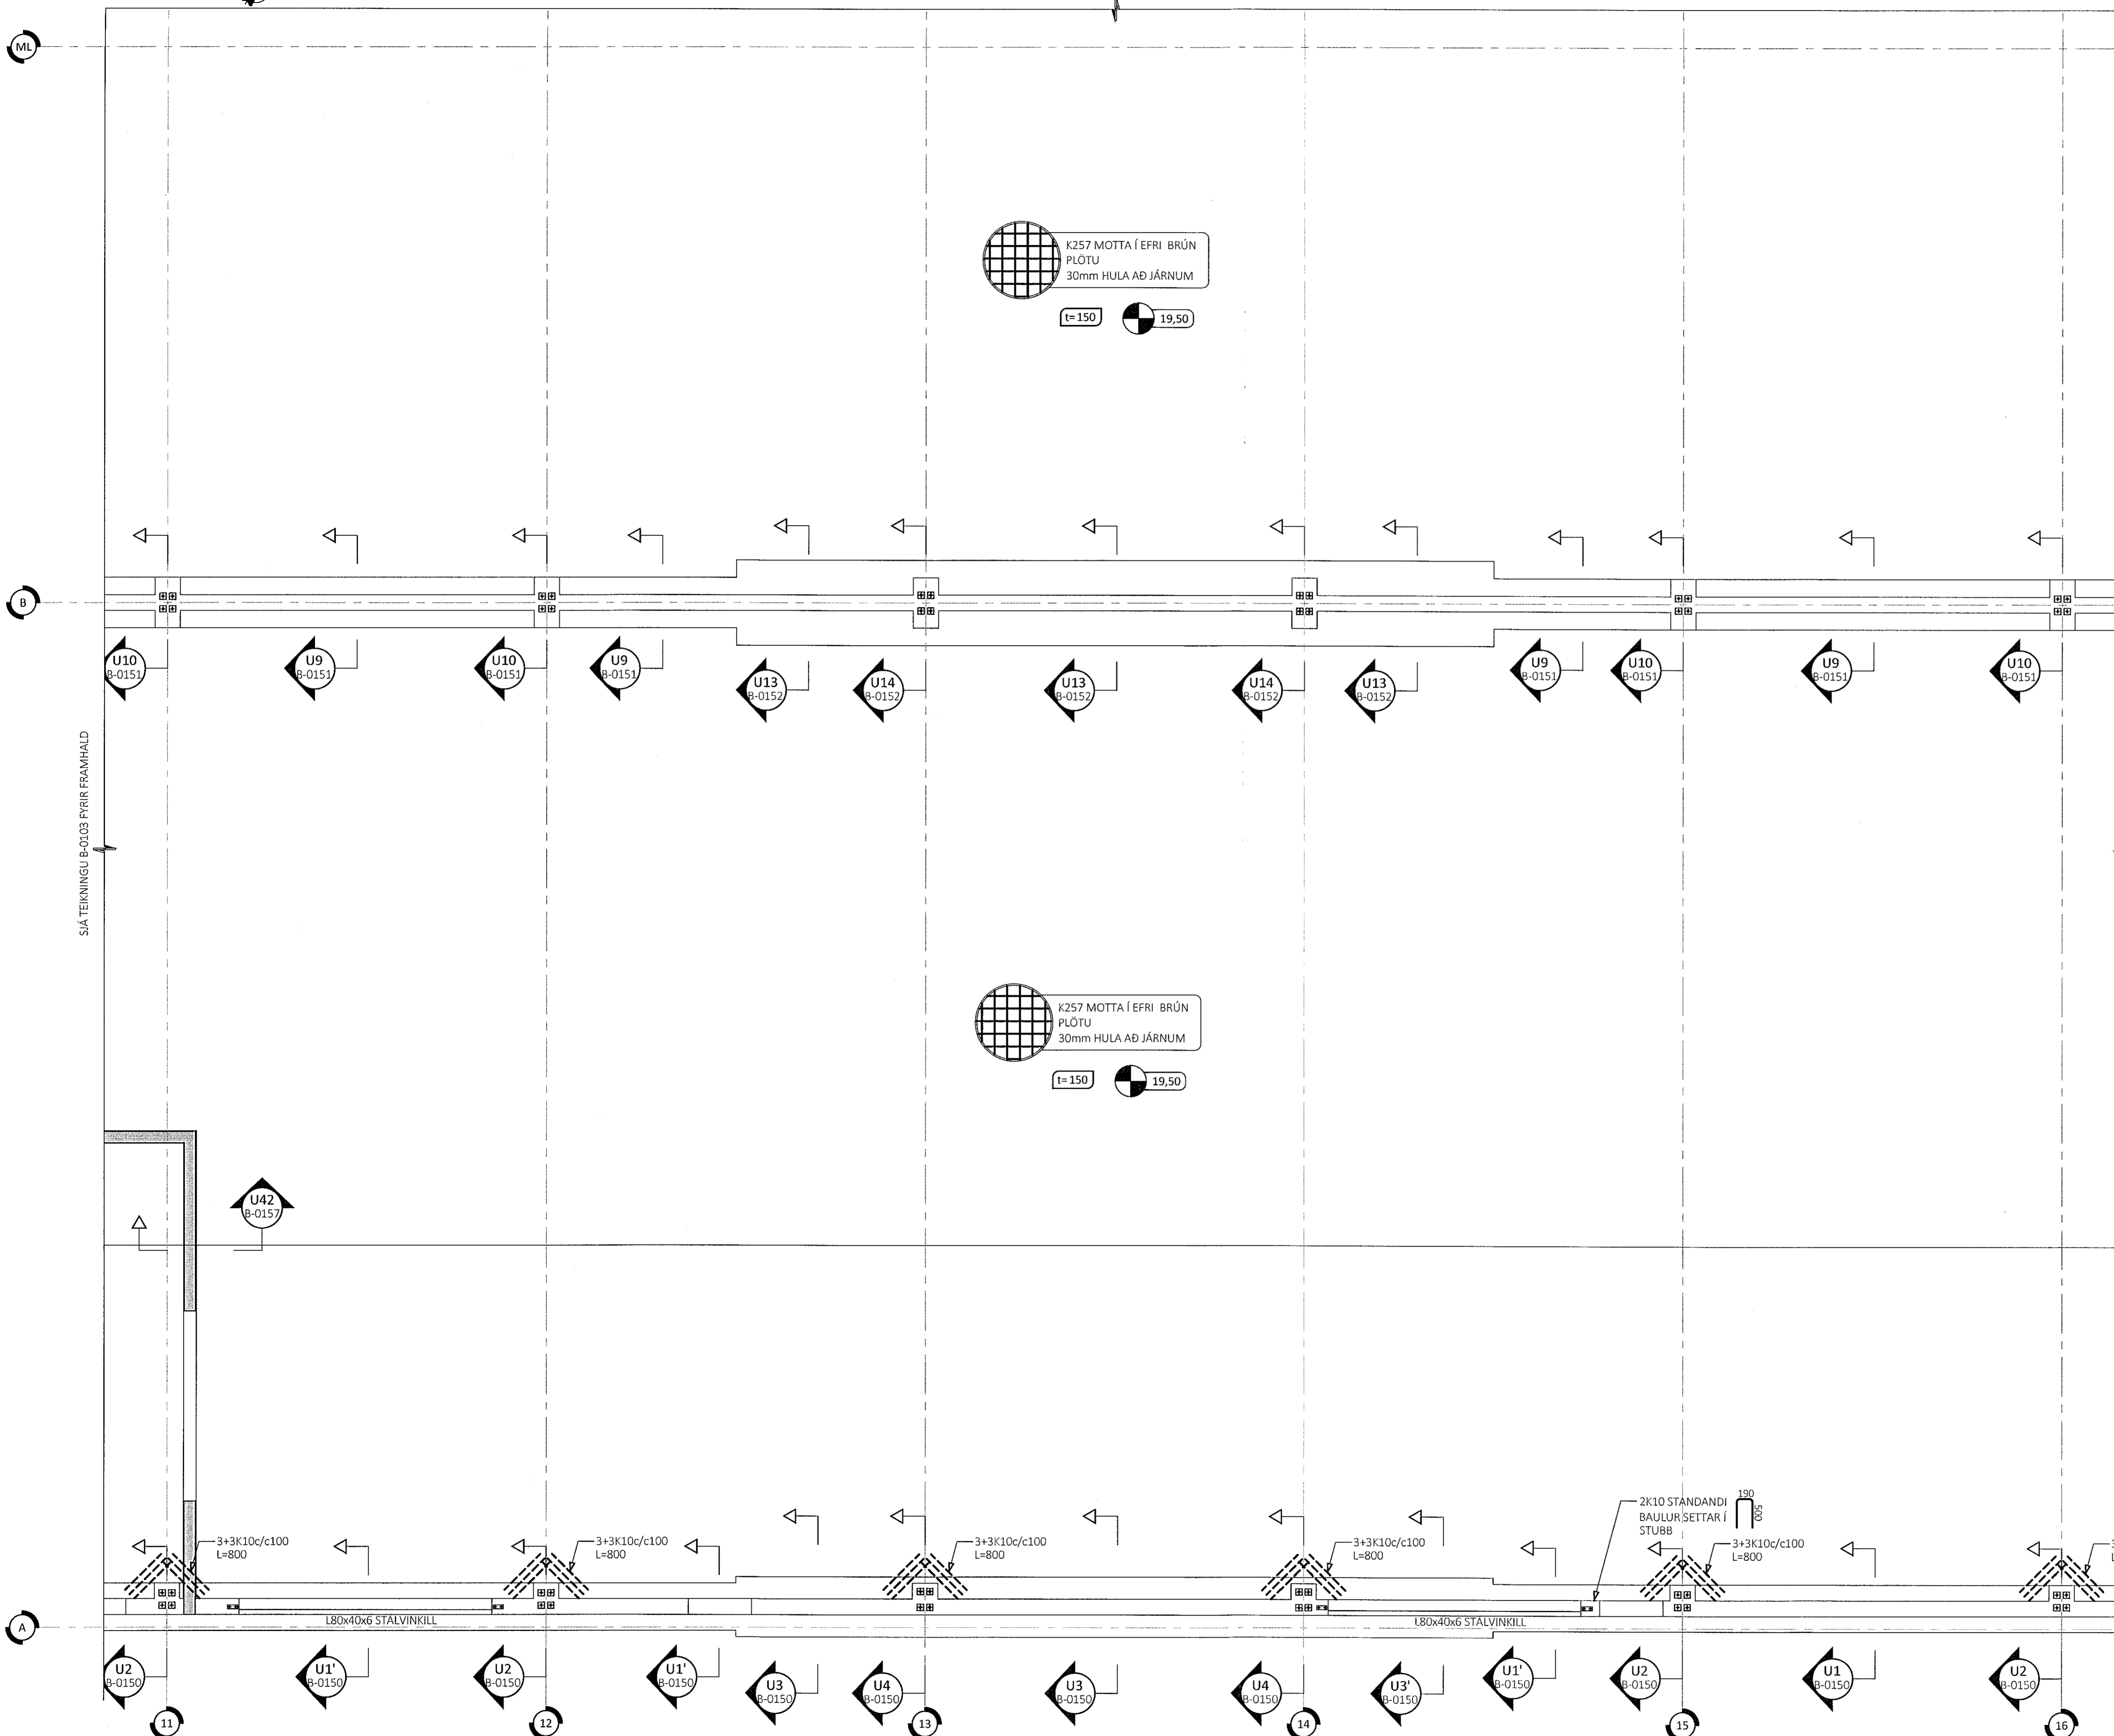 ML
K257 MOTTA Í EFRI BRÚN
PLÖTU
30mm HULA AÐ JÁRNUM
t=150
19,50
B
U10
B-0151
U9
B-0151
U10
B-0151
U9
B-0151
U13
B-0152
U14
B-0152
U13
B-0152
U14
B-0152
U13
B-0152
U9
B-0151
U10
B-0151
U9
B-0151
U10
B-0151
SJÁ TEIKNINGU B-0103 FYRIR FRAMHALD
K257 MOTTA Í EFRI BRÚN
PLÖTU
30mm HULA AÐ JÁRNUM
t=150
19,50
U42
B-0157
2K10 STANDANDI
BAULUR SETTAR Í
STUBB
190
500
3+3K10c/c100
L=800
3+3K10c/c100
L=800
3+3K10c/c100
L=800
3+3K10c/c100
L=800
3+3K10c/c100
L=800
L80x40x6 STÁLVINKILL
L80x40x6 STÁLVINKILL
A
U2
B-0150
U1'
B-0150
U2
B-0150
U1'
B-0150
U3
B-0150
U4
B-0150
U3
B-0150
U4
B-0150
U3'
B-0150
U1'
B-0150
U2
B-0150
U1
B-0150
U2
B-0150
11
12
13
14
15
16